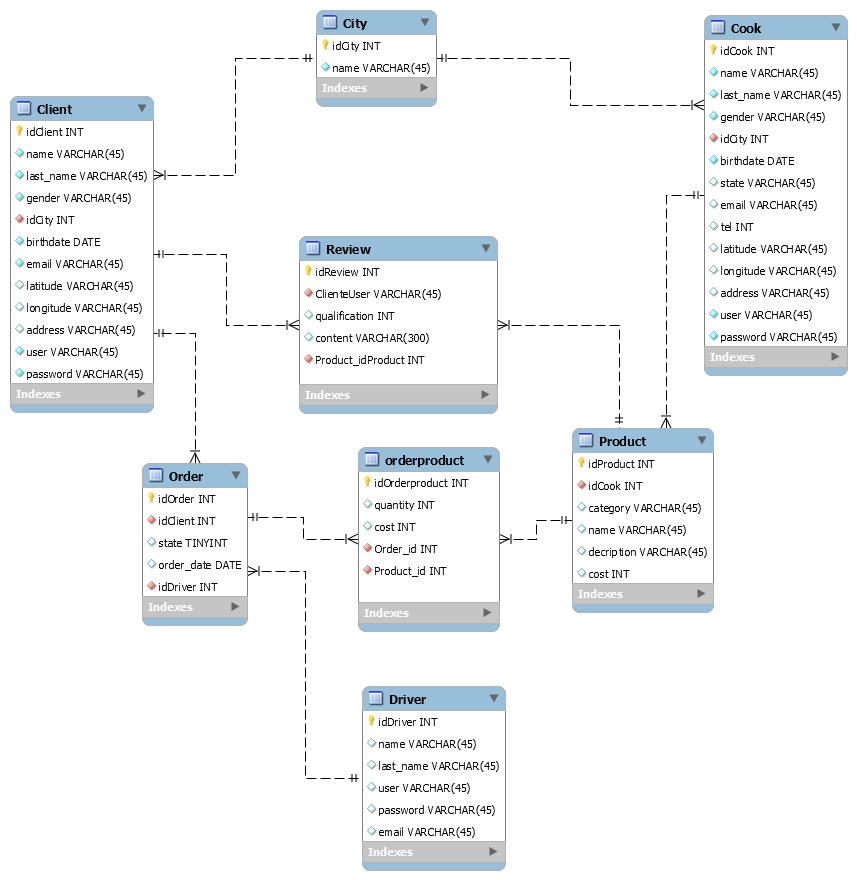 City
idCity INT
name VARCHAR(45)
Indexes
Cook
idCook INT
name VARCHAR(45)
last_name VARCHAR(45)
gender VARCHAR(45)
idCity INT
birthdate DATE
state VARCHAR(45)
email VARCHAR(45)
tel INT
latitude VARCHAR(45)
longitude VARCHAR(45)
address VARCHAR(45)
user VARCHAR(45)
password VARCHAR(45)
Indexes
Client
idClient INT
name VARCHAR(45)
last_name VARCHAR(45)
gender VARCHAR(45)
idCity INT
birthdate DATE
email VARCHAR(45)
latitude VARCHAR(45)
longitude VARCHAR(45)
address VARCHAR(45)
user VARCHAR(45)
password VARCHAR(45)
Indexes
Review
idReview INT
ClienteUser VARCHAR(45)
qualification INT
content VARCHAR(300)
Product_idProduct INT
Indexes
Order
idOrder INT
idClient INT
state TINYINT
order_date DATE
idDriver INT
Indexes
orderproduct
idOrderproduct INT
quantity INT
cost INT
Order_id INT
Product_id INT
Indexes
Product
idProduct INT
idCook INT
category VARCHAR(45)
name VARCHAR(45)
decription VARCHAR(45)
cost INT
Indexes
Driver
idDriver INT
name VARCHAR(45)
last_name VARCHAR(45)
user VARCHAR(45)
password VARCHAR(45)
email VARCHAR(45)
Indexes